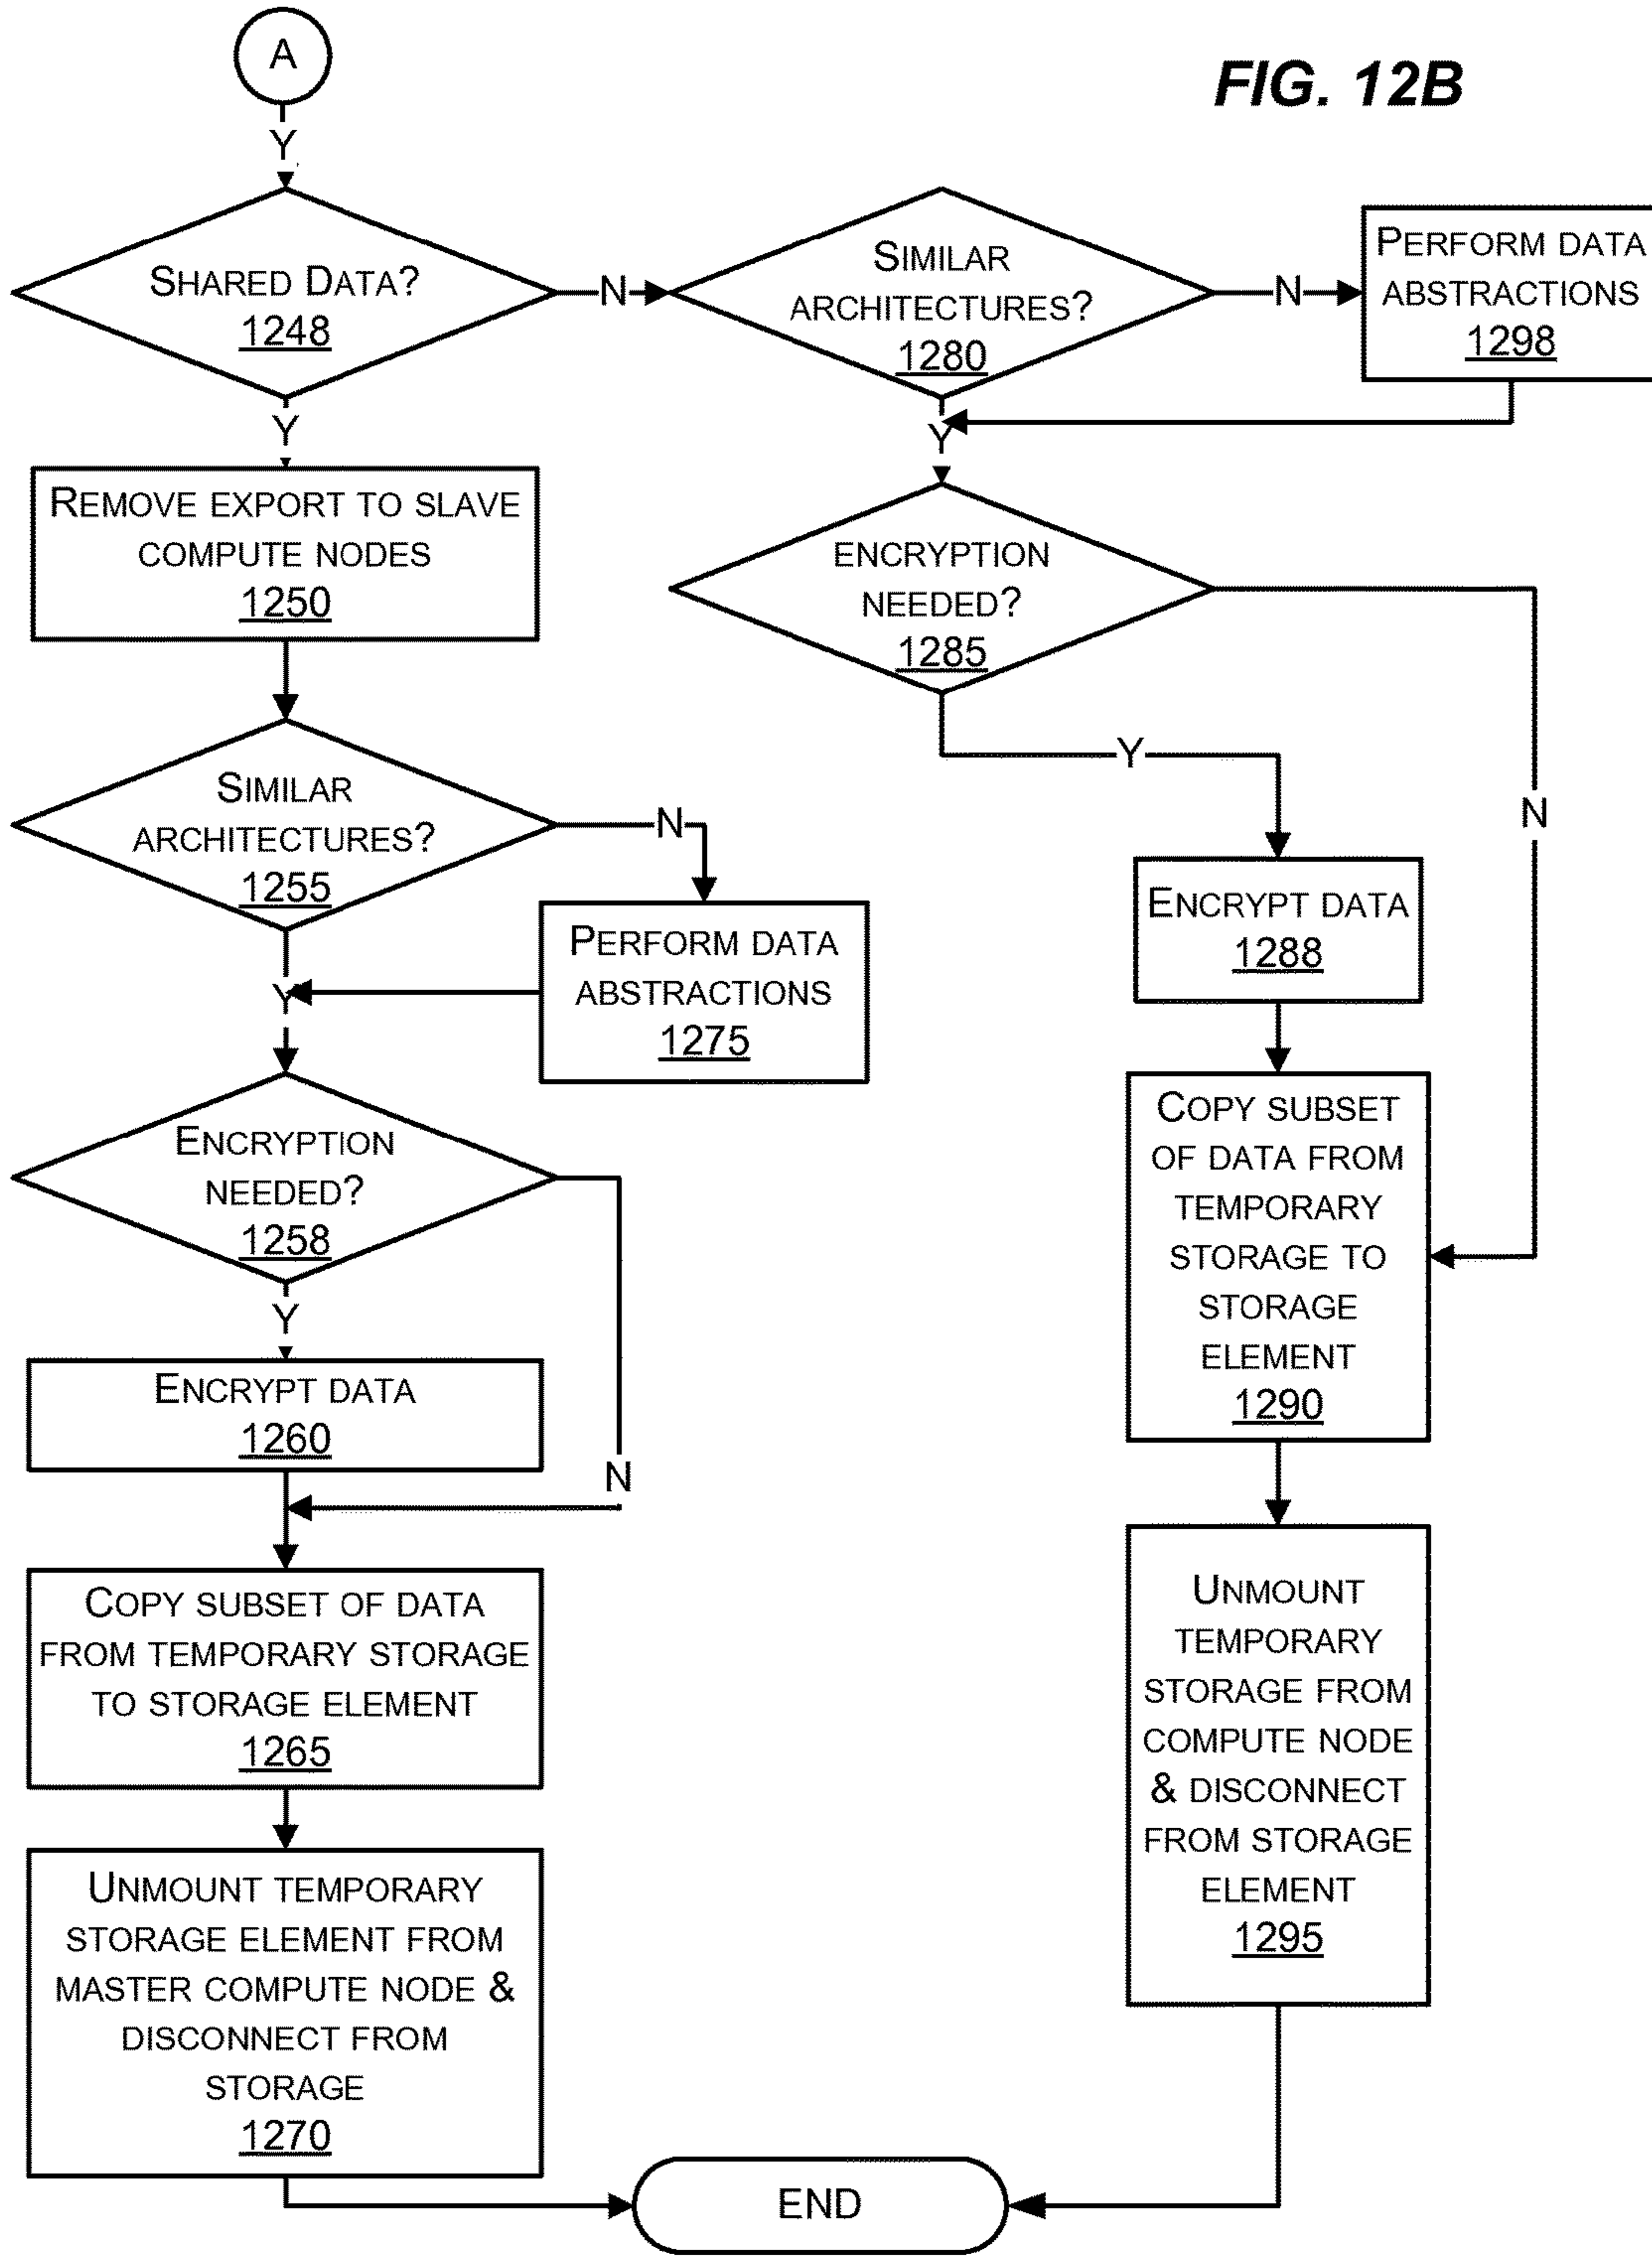 A
FIG. 12B
Y
SHARED DATA?
1248
N
SIMILAR
ARCHITECTURES?
1280
N
PERFORM DATA
ABSTRACTIONS
1298
Y
Y
REMOVE EXPORT TO SLAVE
COMPUTE NODES
1250
ENCRYPTION
NEEDED?
1285
Y
N
SIMILAR
ARCHITECTURES?
1255
N
PERFORM DATA
ABSTRACTIONS
1275
Y
ENCRYPT DATA
1288
ENCRYPTION
NEEDED?
1258
Y
N
ENCRYPT DATA
1260
COPY SUBSET
OF DATA FROM
TEMPORARY
STORAGE TO
STORAGE
ELEMENT
1290
COPY SUBSET OF DATA
FROM TEMPORARY STORAGE
TO STORAGE ELEMENT
1265
UNMOUNT
TEMPORARY
STORAGE FROM
COMPUTE NODE
& DISCONNECT
FROM STORAGE
ELEMENT
1295
UNMOUNT TEMPORARY
STORAGE ELEMENT FROM
MASTER COMPUTE NODE &
DISCONNECT FROM
STORAGE
1270
END